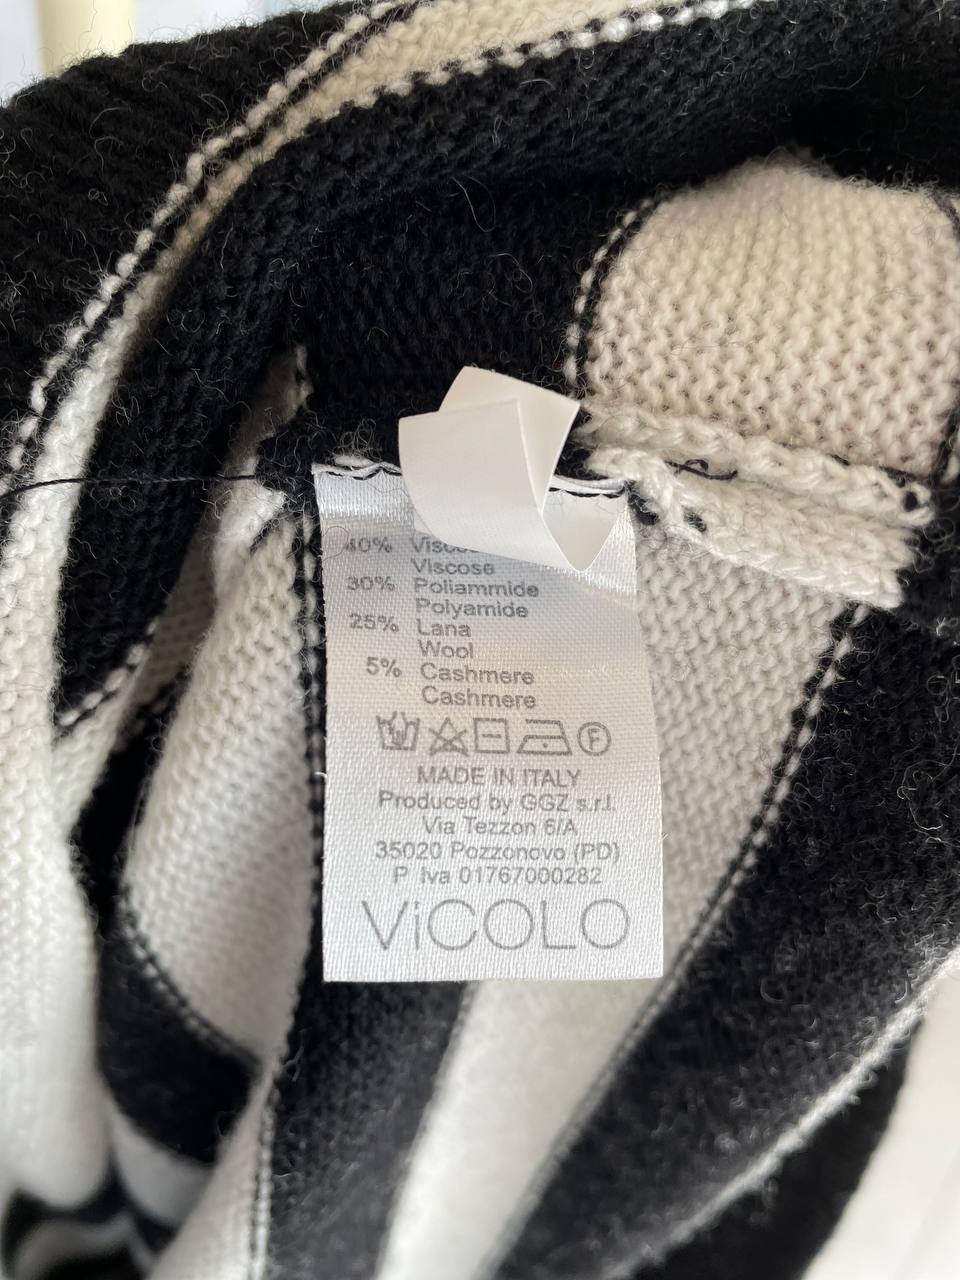 40%
Viscose
30% Poliammide
Polyamide
25% Lana
Wool
5% Cashmere
Cashmere
F
MADE IN ITALY
Produced by GGZ s.r.l.
Via Tezzon 6/A
35020 Pozzonovo (PD)
P Iva 01767000282
ViCOLO